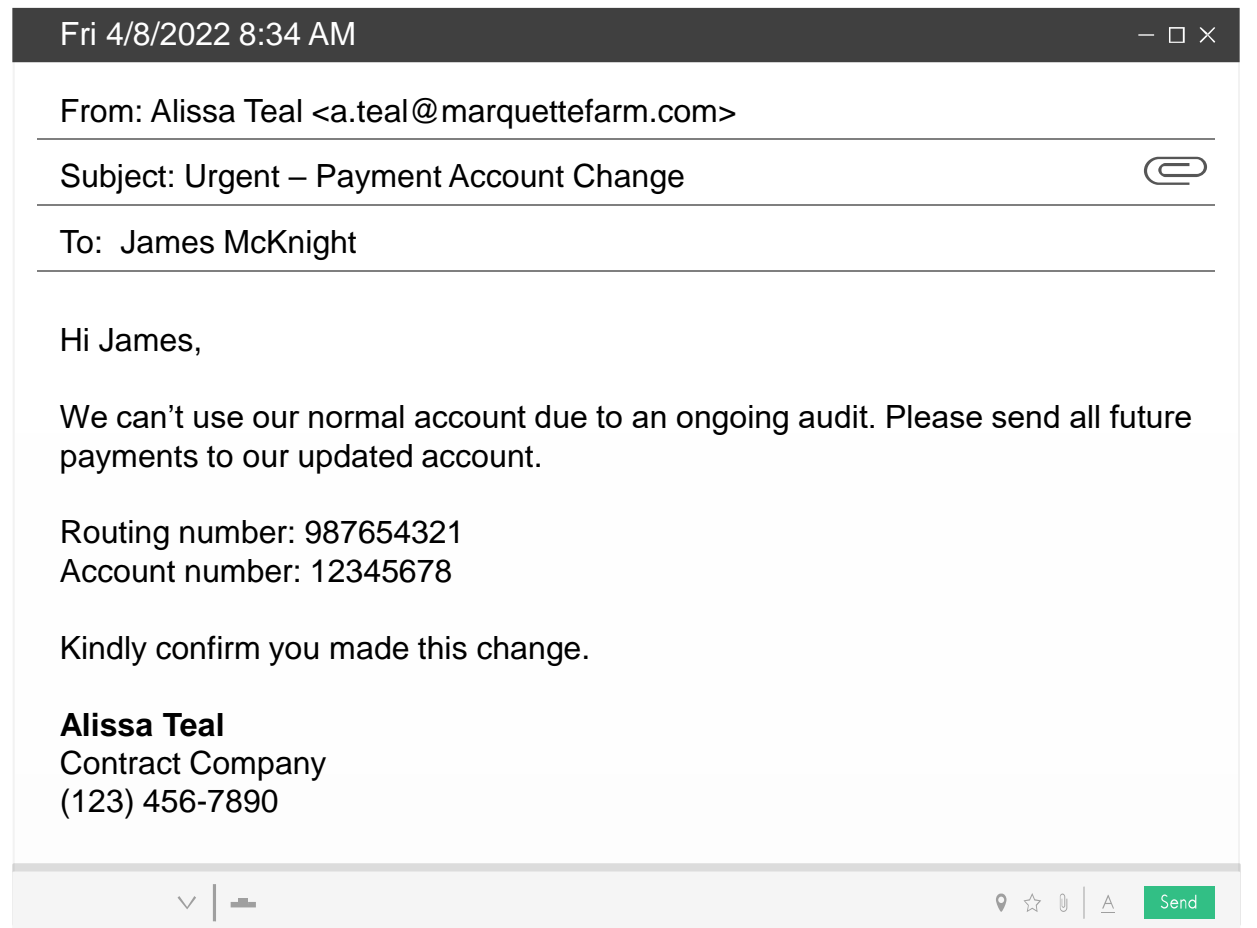 Fri 4/8/2022 8:34 AM
From: Alissa Teal <a.teal@marquettefarm.com>
Subject: Urgent – Payment Account Change
To: James McKnight
Hi James,
We can’t use our normal account due to an ongoing audit. Please send all future
payments to our updated account.
Routing number: 987654321
Account number: 12345678
Kindly confirm you made this change.
Alissa Teal
Contract Company
(123) 456-7890
A
Send